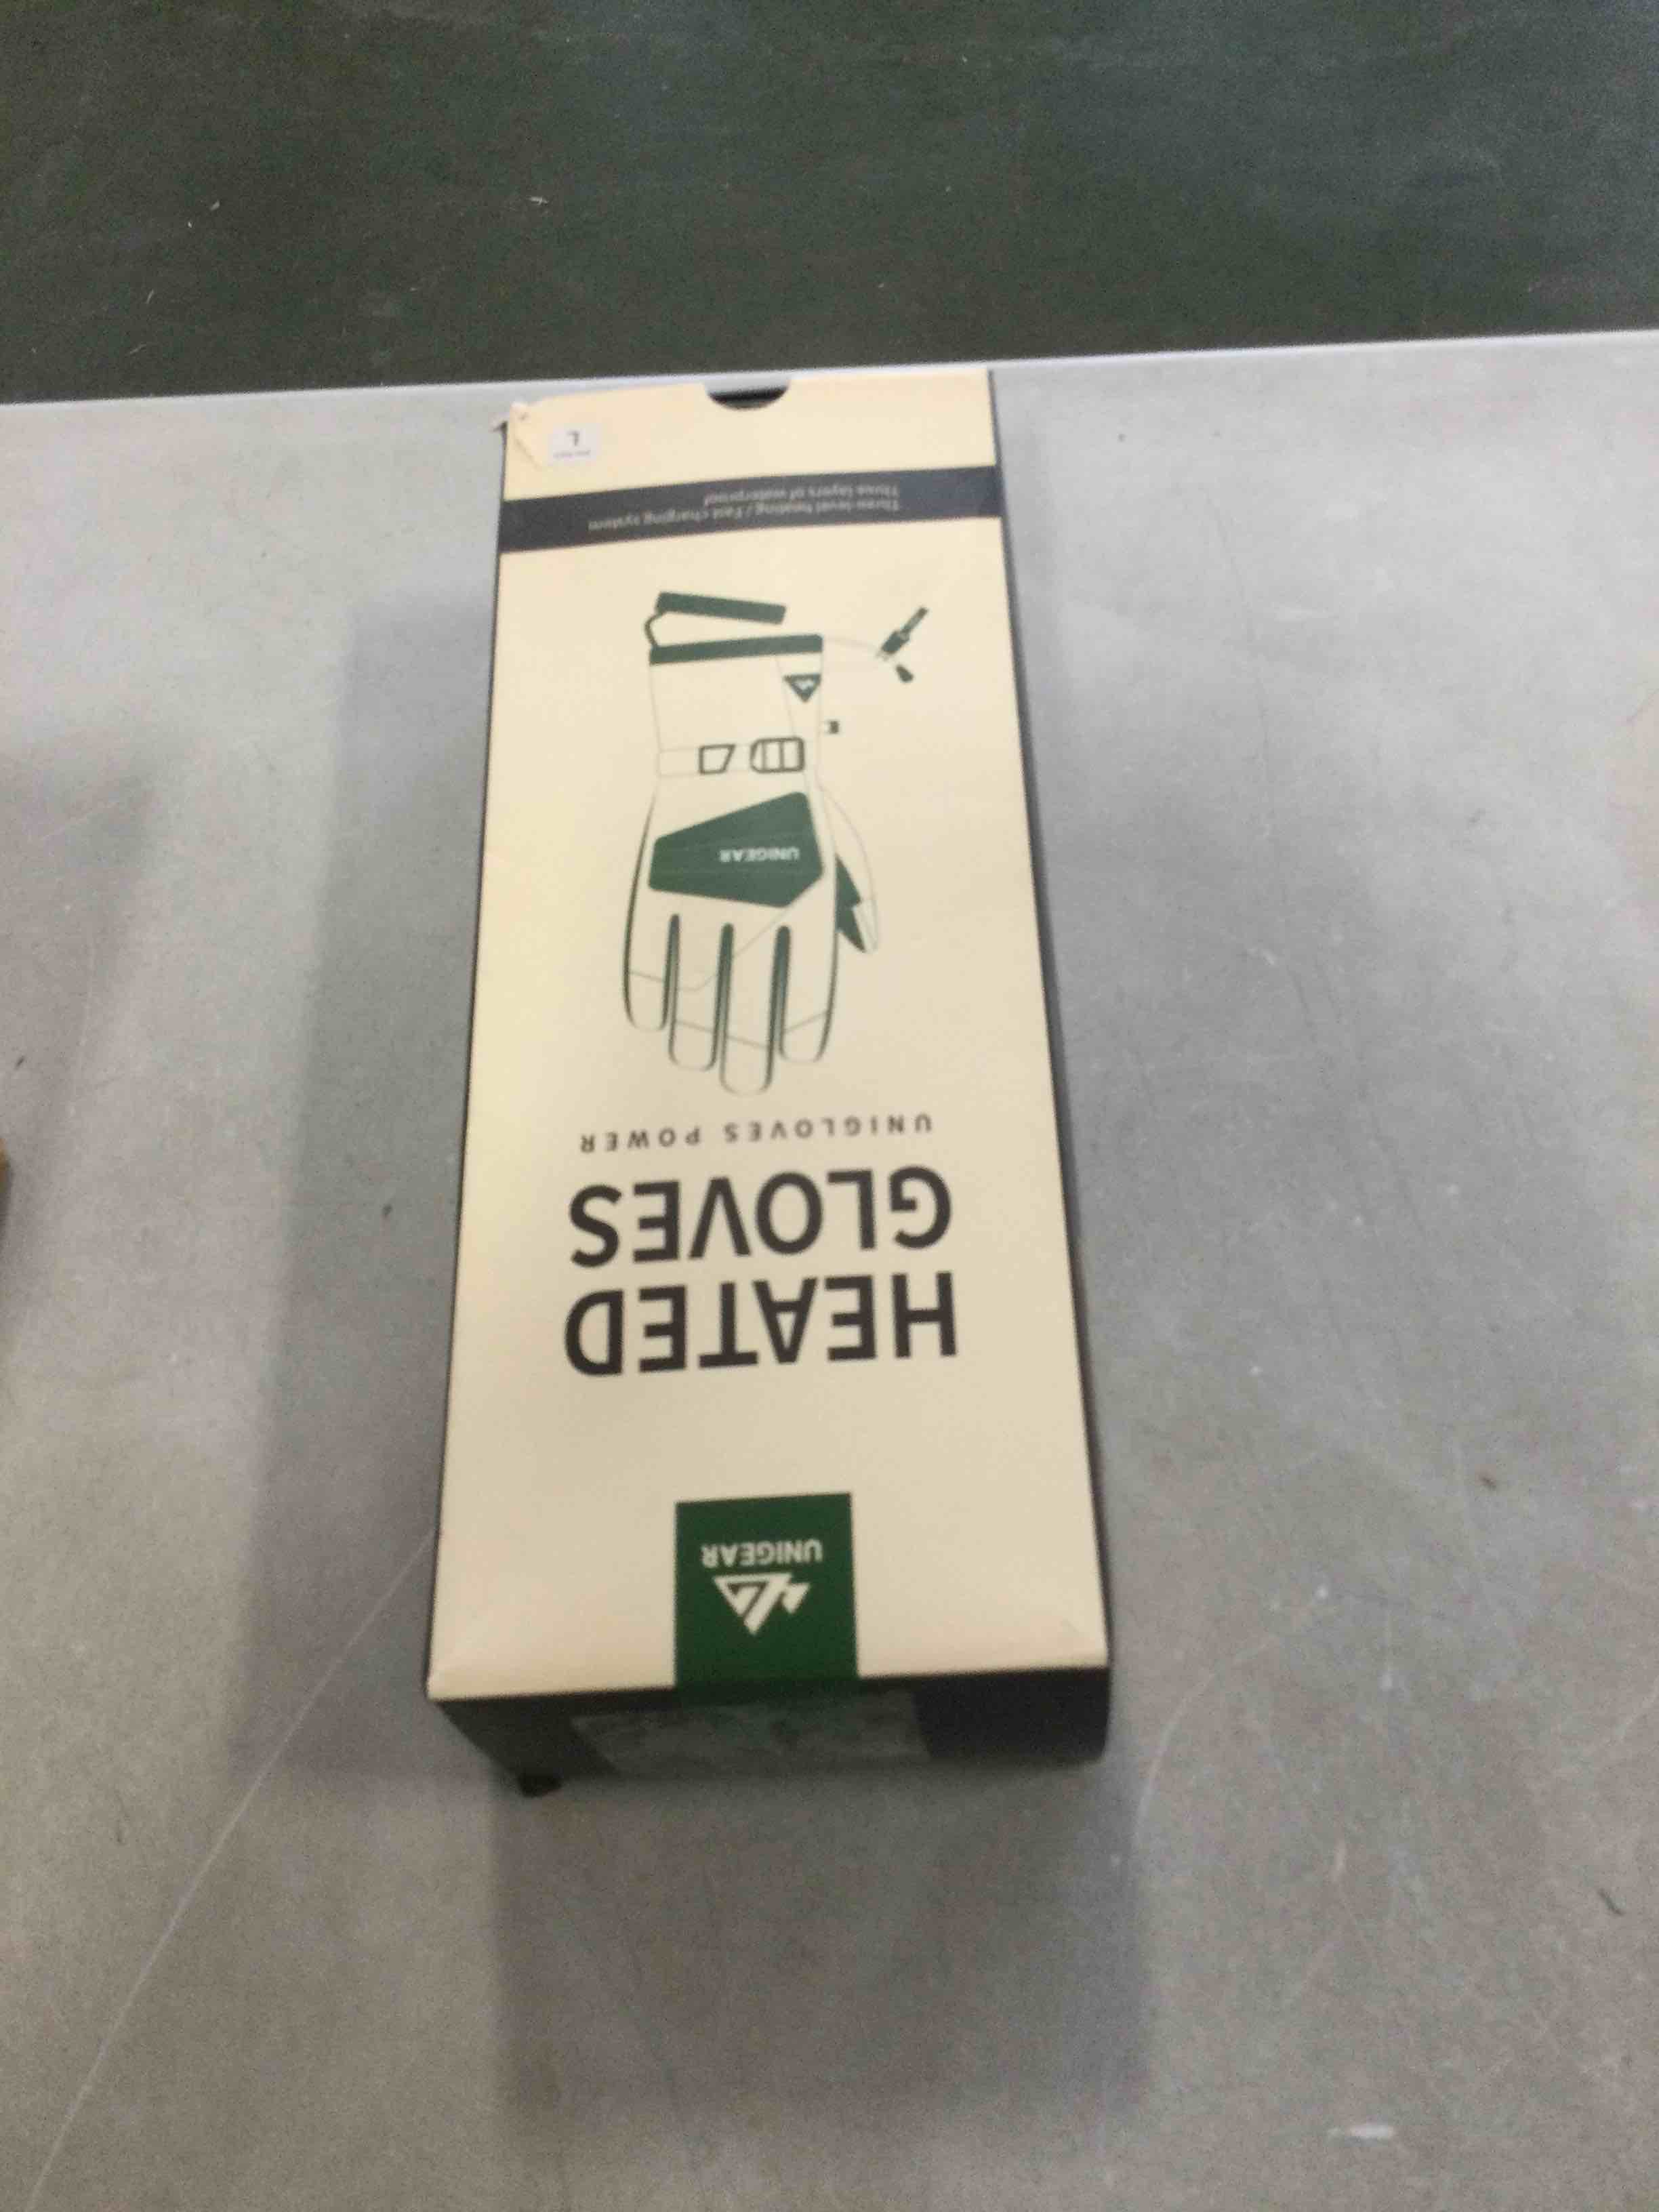 UNIGEAR
HEATED
GLOVES
UNIGLOVES POWER
UNIGEAR
Three-level heating / Fast charging system
Three layers of waterproof
L